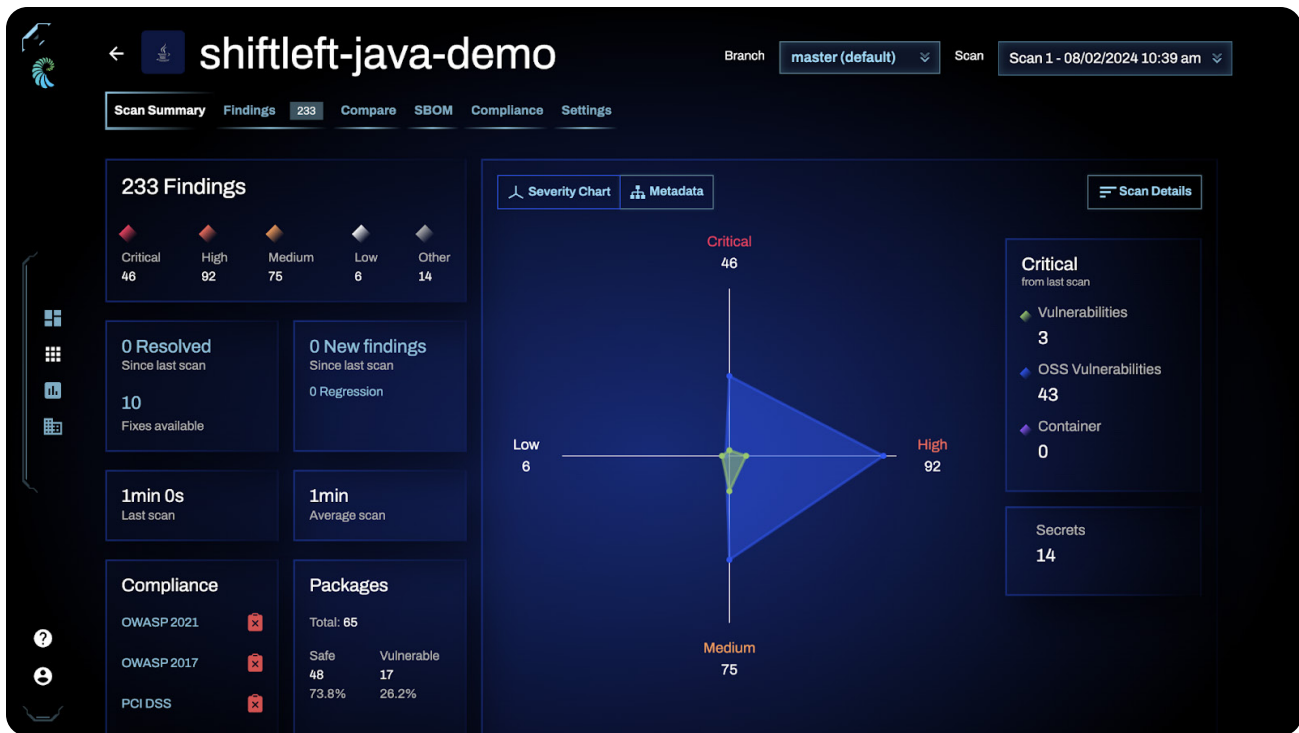 shiftleft-java-demo
Branch
master (default)
Scan
Scan 1 - 08/02/2024 10:39 am
Scan Summary
Findings
233
Compare
SBOM
Compliance
Settings
233 Findings
Critical High Medium Low Other
46 92 75 6 14
0 Resolved
Since last scan
10
Fixes available
0 New findings
Since last scan
0 Regression
1min 0s
Last scan
1min
Average scan
Compliance
OWASP 2021
OWASP 2017
PCI DSS
Packages
Total: 65
Safe Vulnerable
48 17
73.8% 26.2%
Severity Chart
Metadata
Scan Details
Critical
46
Low
6
High
92
Medium
75
Critical
from last scan
Vulnerabilities
3
OSS Vulnerabilities
43
Container
0
Secrets
14